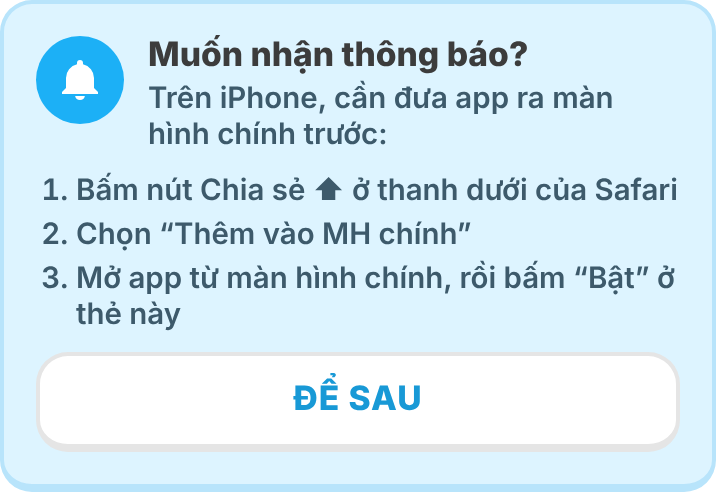 Muốn nhận thông báo?
Trên iPhone, cần đưa app ra màn
hình chính trước:
1. Bấm nút Chia sẻ ⬆ ở thanh dưới của Safari
2. Chọn “Thêm vào MH chính”
3. Mở app từ màn hình chính, rồi bấm “Bật” ở
thẻ này
ĐỂ SAU